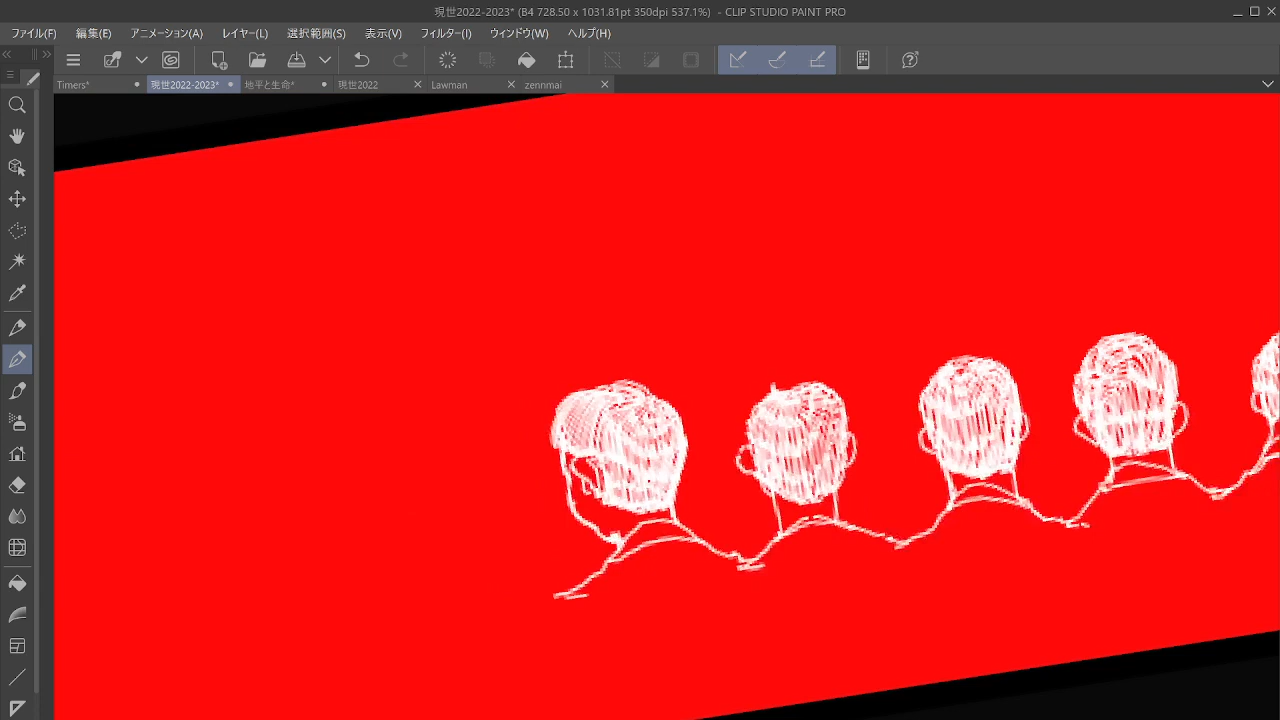 現世2022-2023* (B4 728.50 x 1031.81pt 350dpi 537.1%) - CLIP STUDIO PAINT PRO
ファイル(F) 編集(E) アニメーション(A) レイヤー(L) 選択範囲(S) 表示(V) フィルター(I) ウィンドウ(W) ヘルプ(H)
Timers* 現世2022-2023* 地平と生命* 現世2022 Lawman zennmai